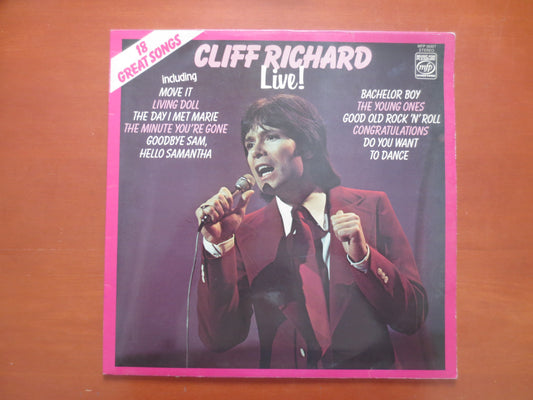 18
GREAT SONGS
CLIFF RICHARD
Live!
including
MOVE IT
LIVING DOLL
THE DAY I MET MARIE
THE MINUTE YOU'RE GONE
GOODBYE SAM,
HELLO SAMANTHA
BACHELOR BOY
THE YOUNG ONES
GOOD OLD ROCK 'N' ROLL
CONGRATULATIONS
DO YOU WANT
TO DANCE
STEREO
mfp